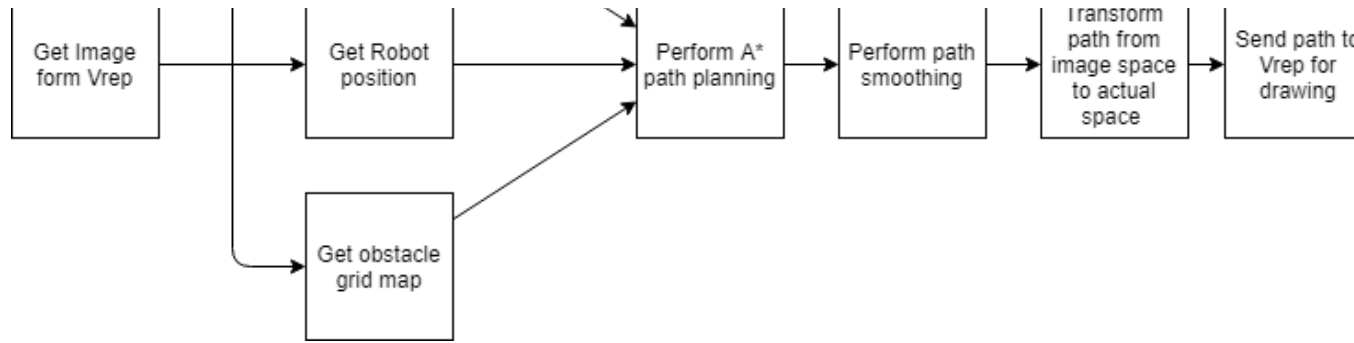 Get Image
form Vrep
Get Robot
position
Perform A*
path planning
Perform path
smoothing
Transform
path from
image space
to actual
space
Send path to
Vrep for
drawing
Get obstacle
grid map